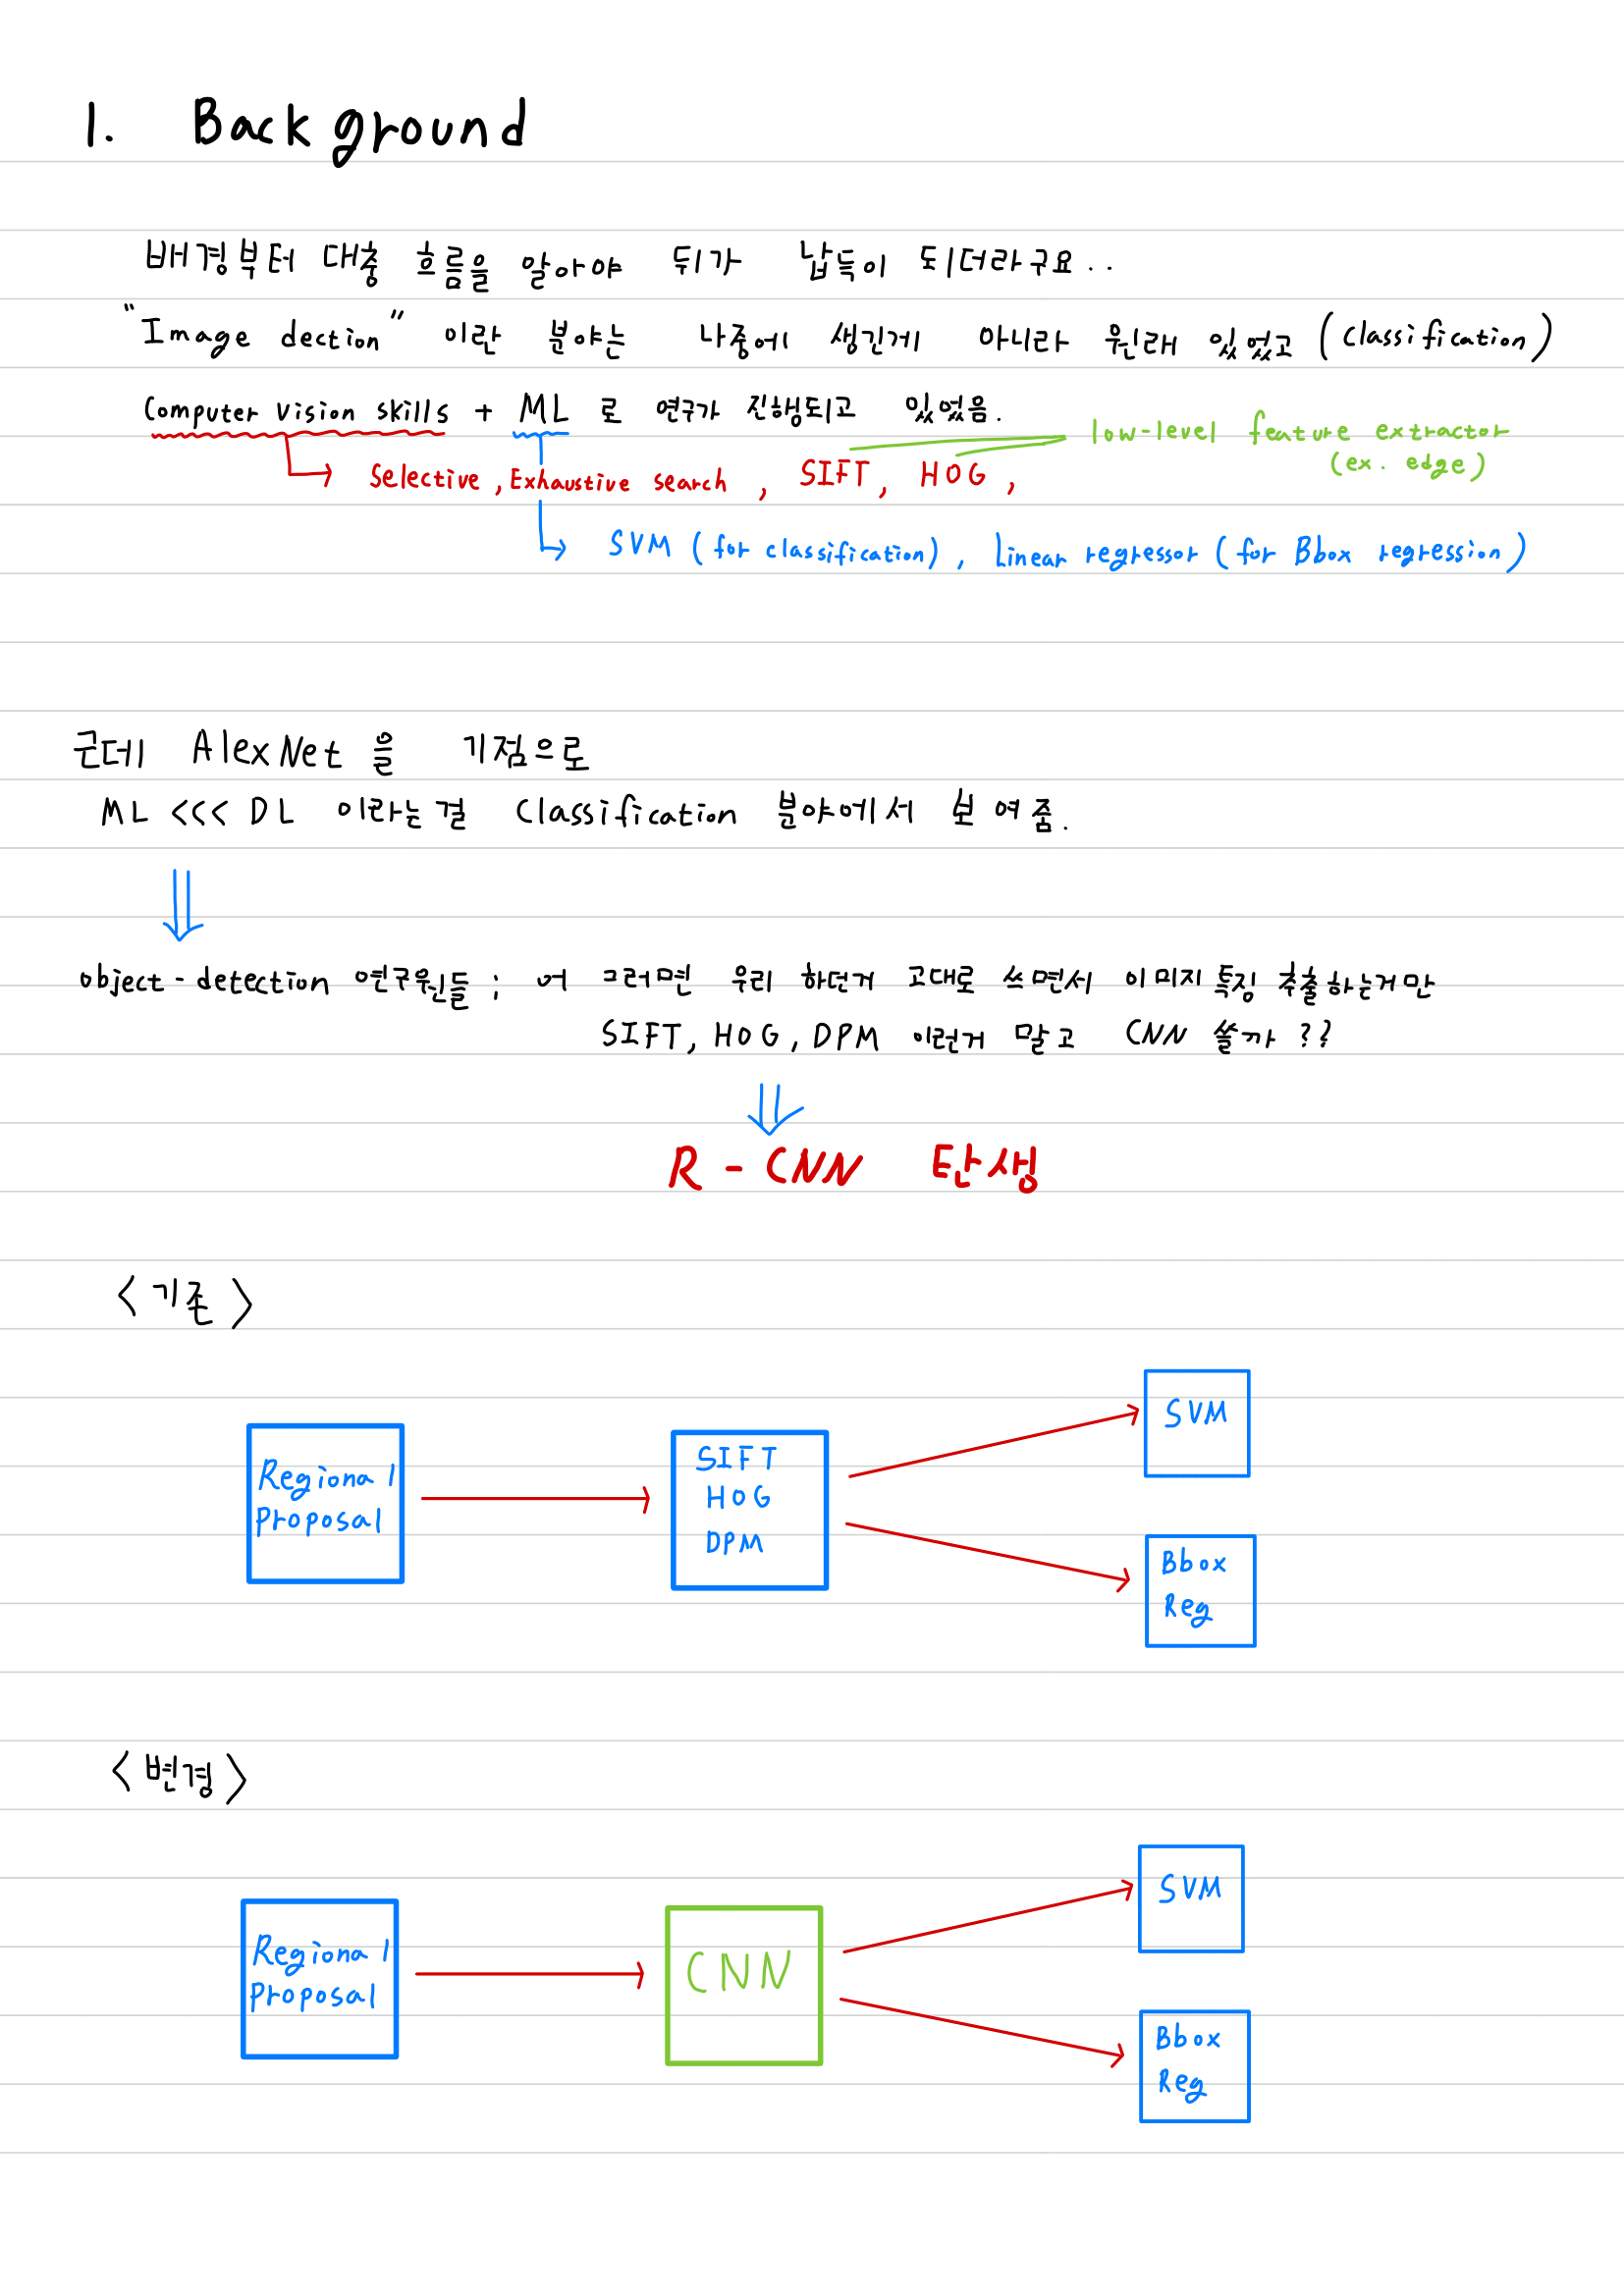 1. Background
배경부터 대충 흐름을 알아야 뒤가 납득이 되더라구요..
"Image dection" 이란 분야는 나중에 생긴게 아니라 원래 있었고 (classification)
Computer vision skills + ML 로 연구가 진행되고 있었음.
low-level feature extractor
(ex. edge)
Selective, Exhaustive search, SIFT, HOG,
SVM (for classification), Linear regressor (for Bbox regression)
근데 AlexNet 을 기점으로
ML <<< DL 이라는걸 Classification 분야에서 보여줌.
object-detection 연구원들 ; 어 그러면 우리 하던거 고대로 쓰면서 이미지 특징 추출하는거만
SIFT, HOG, DPM 이런거 말고 CNN 쓸까 ??
R-CNN 탄생
<기존>
Regional
Proposal
SIFT
HOG
DPM
SVM
Bbox
Reg
<변경>
Regional
Proposal
CNN
SVM
Bbox
Reg